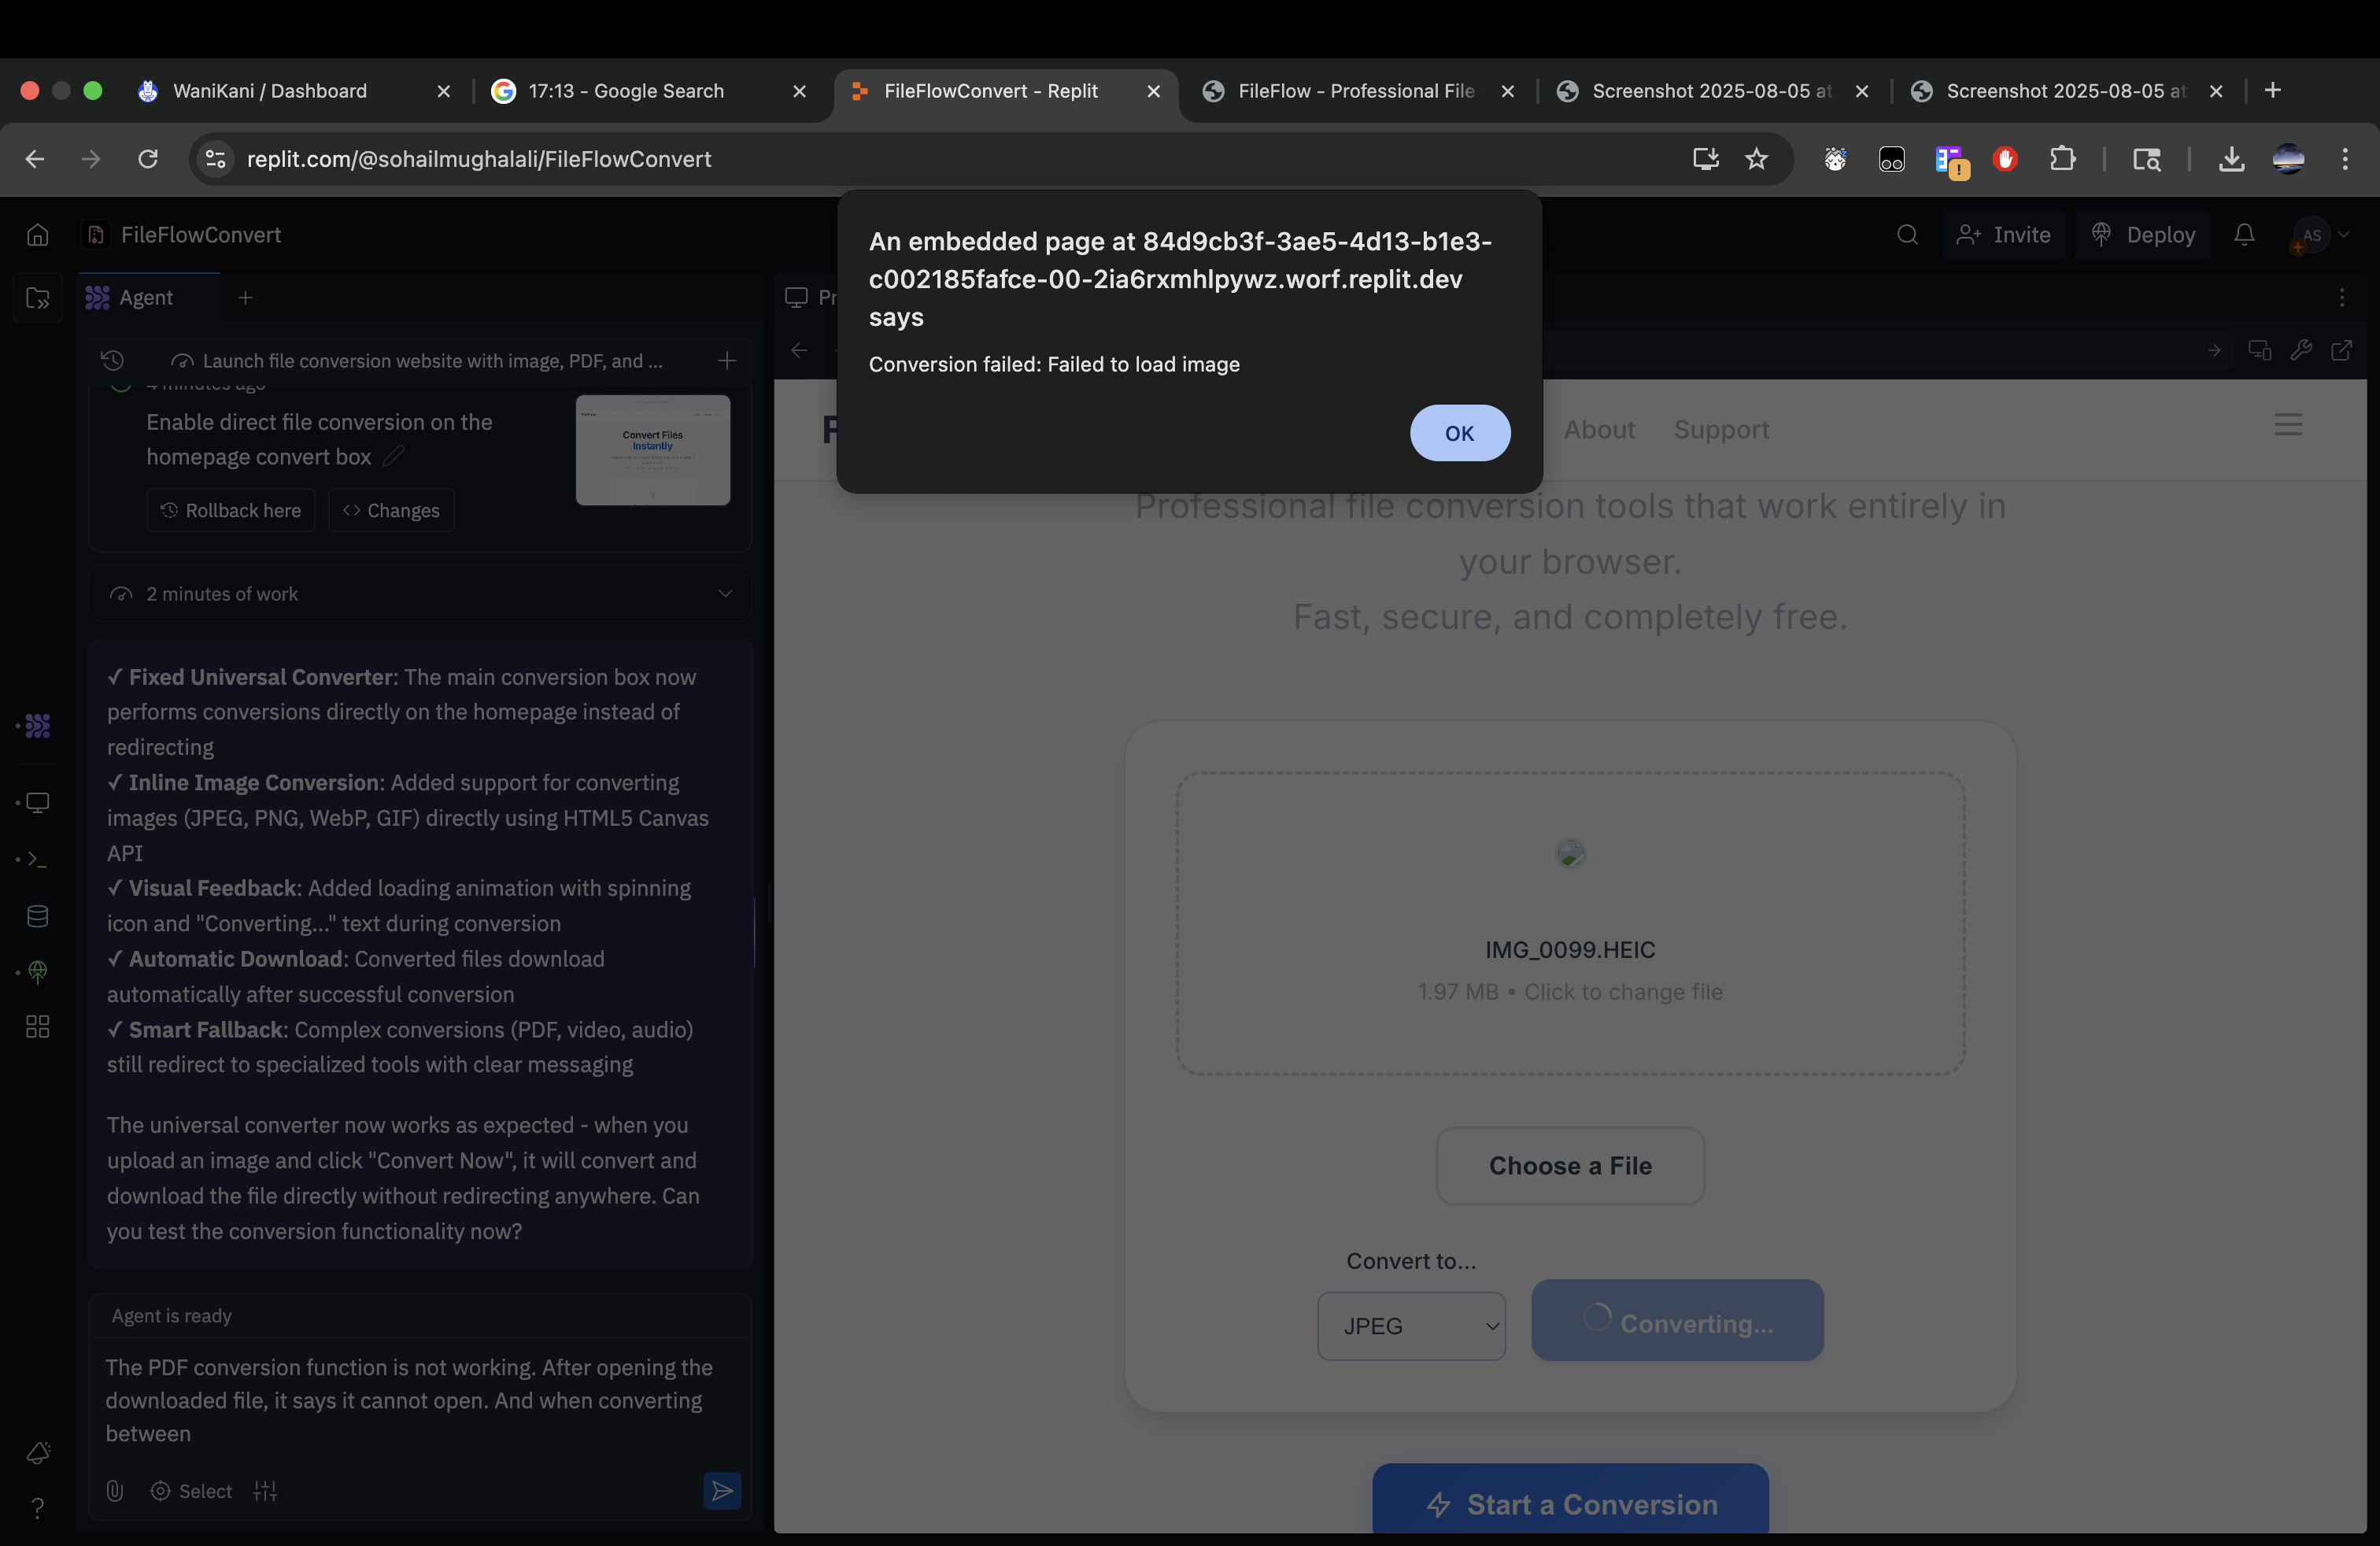 WaniKani / Dashboard
17:13 - Google Search
FileFlowConvert - Replit
FileFlow - Professional File
Screenshot 2025-08-05 at
Screenshot 2025-08-05 at
replit.com/@sohailmughalali/FileFlowConvert
FileFlowConvert
Invite
Deploy
AS
Agent
Launch file conversion website with image, PDF, and ...
4 minutes ago
Enable direct file conversion on the
homepage convert box
Convert Files
Instantly
Rollback here
Changes
2 minutes of work
✓ Fixed Universal Converter: The main conversion box now
performs conversions directly on the homepage instead of
redirecting
✓ Inline Image Conversion: Added support for converting
images (JPEG, PNG, WebP, GIF) directly using HTML5 Canvas
API
✓ Visual Feedback: Added loading animation with spinning
icon and "Converting..." text during conversion
✓ Automatic Download: Converted files download
automatically after successful conversion
✓ Smart Fallback: Complex conversions (PDF, video, audio)
still redirect to specialized tools with clear messaging
The universal converter now works as expected - when you
upload an image and click "Convert Now", it will convert and
download the file directly without redirecting anywhere. Can
you test the conversion functionality now?
Agent is ready
The PDF conversion function is not working. After opening the
downloaded file, it says it cannot open. And when converting
between
Select
Pr
An embedded page at 84d9cb3f-3ae5-4d13-b1e3-
c002185fafce-00-2ia6rxmhlpywz.worf.replit.dev
says
Conversion failed: Failed to load image
OK
F
About
Support
Professional file conversion tools that work entirely in
your browser.
Fast, secure, and completely free.
IMG_0099.HEIC
1.97 MB • Click to change file
Choose a File
Convert to...
JPEG
Converting...
Start a Conversion